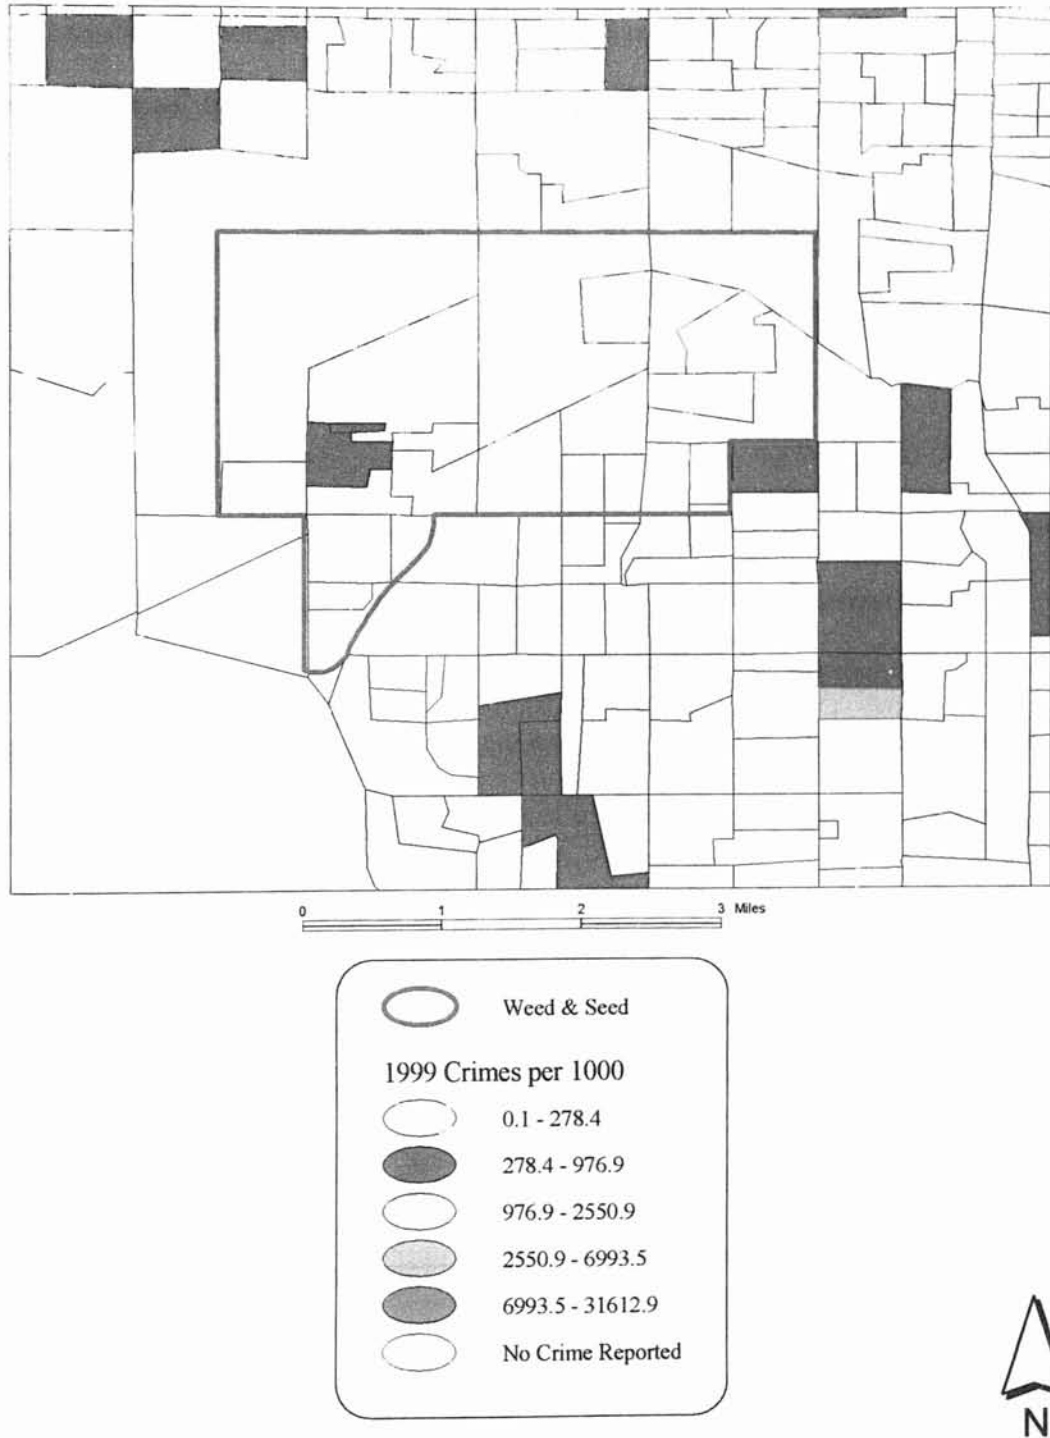 0 1 2 3 Miles
Weed & Seed
1999 Crimes per 1000
0.1 - 278.4
278.4 - 976.9
976.9 - 2550.9
2550.9 - 6993.5
6993.5 - 31612.9
No Crime Reported
N